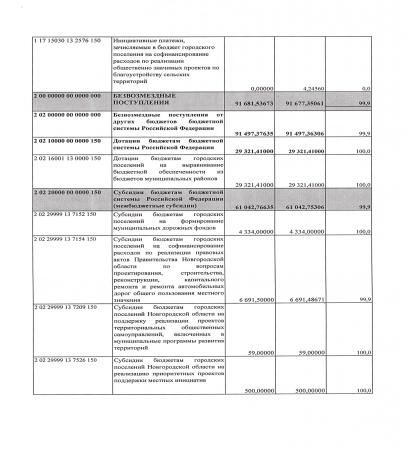 1 17 15030 13 2576 150 Инициативные платежи,
зачисляемые в бюджет городского
поселения на софинансирование
расходов по реализации
общественно значимых проектов по
благоустройству сельских
территорий 0,00000 4,24560 0,0
2 00 00000 00 0000 000 БЕЗВОЗМЕЗДНЫЕ
ПОСТУПЛЕНИЯ 91 681,53673 91 677,35061 99,9
2 02 00000 00 0000 000 Безвозмездные поступления от
других бюджетов бюджетной
системы Российской Федерации 91 497,37635 91 497,36306 99,9
2 02 10000 00 0000 150 Дотации бюджетам бюджетной
системы Российской Федерации 29 321,41000 29 321,41000 100,0
2 02 16001 13 0000 150 Дотации бюджетам городских
поселений на выравнивание
бюджетной обеспеченности из
бюджетов муниципальных районов 29 321,41000 29 321,41000 100,0
2 02 20000 00 0000 150 Субсидии бюджетам бюджетной
системы Российской Федерации
(межбюджетные субсидии) 61 042,76635 61 042,75306 99,9
2 02 29999 13 7152 150 Субсидии бюджетам городских
поселений на формирование
муниципальных дорожных фондов 4 334,00000 4 334,00000 100,0
2 02 29999 13 7154 150 Субсидии бюджетам городских
поселений на софинансирование
расходов по реализации правовых
актов Правительства Новгородской
области по вопросам
проектирования, строительства,
реконструкции, капитального
ремонта и ремонта автомобильных
дорог общего пользования местного
значения 6 691,50000 6 691,48671 99,9
2 02 29999 13 7209 150 Субсидии бюджетам городских
поселений Новгородской области на
поддержку реализации проектов
территориальных общественных
самоуправлений, включенных в
муниципальные программы развития
территорий 59,00000 59,00000 100,0
2 02 29999 13 7526 150 Субсидии бюджетам городских
поселений Новгородской области на
реализацию приоритетных проектов
поддержки местных инициатив 500,00000 500,00000 100,0